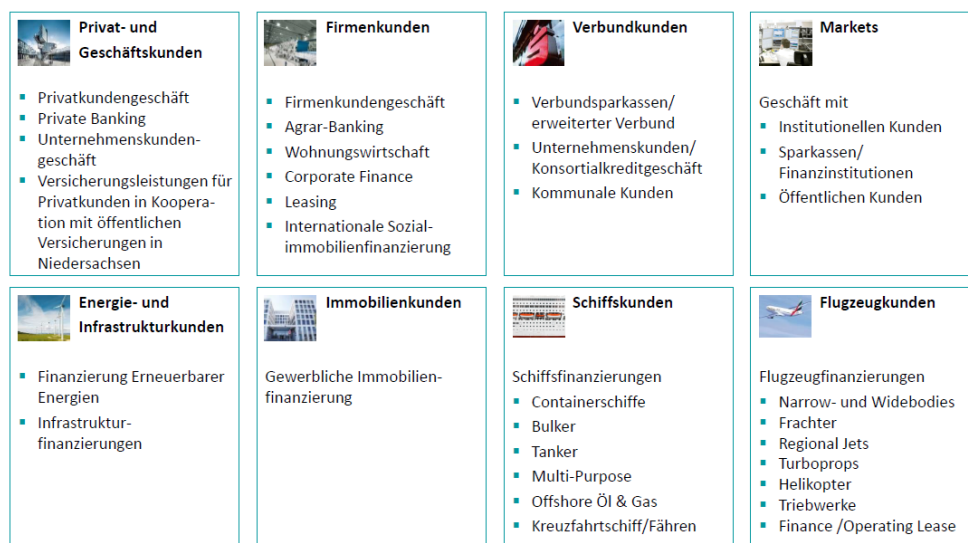 Privat- und
Geschäftskunden
Privatkundengeschäft
Private Banking
Unternehmenskunden-
geschäft
Versicherungsleistungen für
Privatkunden in Koopera-
tion mit öffentlichen
Versicherungen in
Niedersachsen
Firmenkunden
Firmenkundengeschäft
Agrar-Banking
Wohnungswirtschaft
Corporate Finance
Leasing
Internationale Sozial-
immobilienfinanzierung
Verbundkunden
Verbundsparkassen/
erweiterter Verbund
Unternehmenskunden/
Konsortialkreditgeschäft
Kommunale Kunden
Markets
Geschäft mit
Institutionellen Kunden
Sparkassen/
Finanzinstitutionen
Öffentlichen Kunden
Energie- und
Infrastrukturkunden
Finanzierung Erneuerbarer
Energien
Infrastruktur-
finanzierungen
Immobilienkunden
Gewerbliche Immobilien-
finanzierung
Schiffskunden
Schiffsfinanzierungen
Containerschiffe
Bulker
Tanker
Multi-Purpose
Offshore Öl & Gas
Kreuzfahrtschiff/Fähren
Flugzeugkunden
Flugzeugfinanzierungen
Narrow- und Widebodies
Frachter
Regional Jets
Turboprops
Helikopter
Triebwerke
Finance /Operating Lease